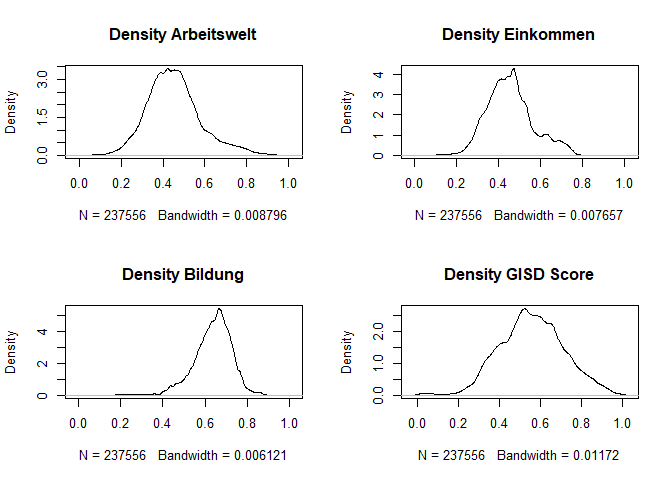 Density Arbeitswelt
Density
0.0 1.5 3.0
0.0 0.2 0.4 0.6 0.8 1.0
N = 237556 Bandwidth = 0.008796
Density Einkommen
Density
0 1 2 3 4
0.0 0.2 0.4 0.6 0.8 1.0
N = 237556 Bandwidth = 0.007657
Density Bildung
Density
0 2 4
0.0 0.2 0.4 0.6 0.8 1.0
N = 237556 Bandwidth = 0.006121
Density GISD Score
Density
0.0 1.0 2.0
0.0 0.2 0.4 0.6 0.8 1.0
N = 237556 Bandwidth = 0.01172